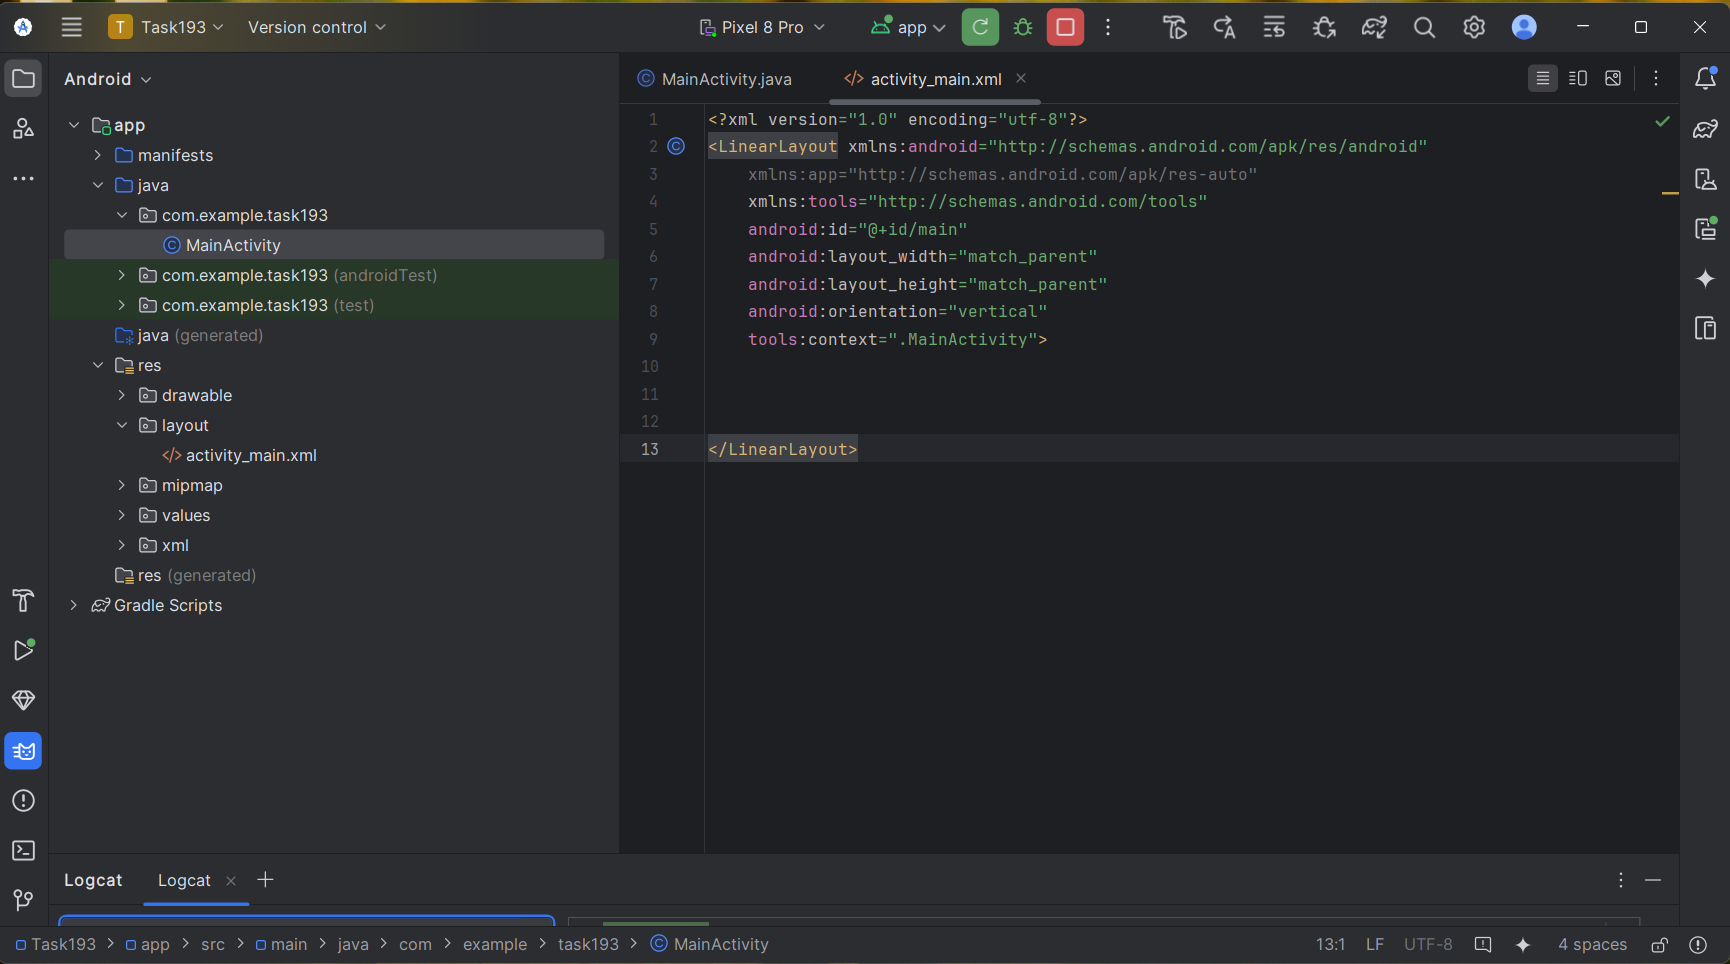 T Task193 Version control Pixel 8 Pro app
Android
app
manifests
java
com.example.task193
MainActivity
com.example.task193 (androidTest)
com.example.task193 (test)
java (generated)
res
drawable
layout
activity_main.xml
mipmap
values
xml
res (generated)
Gradle Scripts
MainActivity.java activity_main.xml
1 <?xml version="1.0" encoding="utf-8"?>
2 <LinearLayout xmlns:android="http://schemas.android.com/apk/res/android"
3 xmlns:app="http://schemas.android.com/apk/res-auto"
4 xmlns:tools="http://schemas.android.com/tools"
5 android:id="@+id/main"
6 android:layout_width="match_parent"
7 android:layout_height="match_parent"
8 android:orientation="vertical"
9 tools:context=".MainActivity">
10
11
12
13 </LinearLayout>
Logcat Logcat
Task193 > app > src > main > java > com > example > task193 > MainActivity 13:1 LF UTF-8 4 spaces